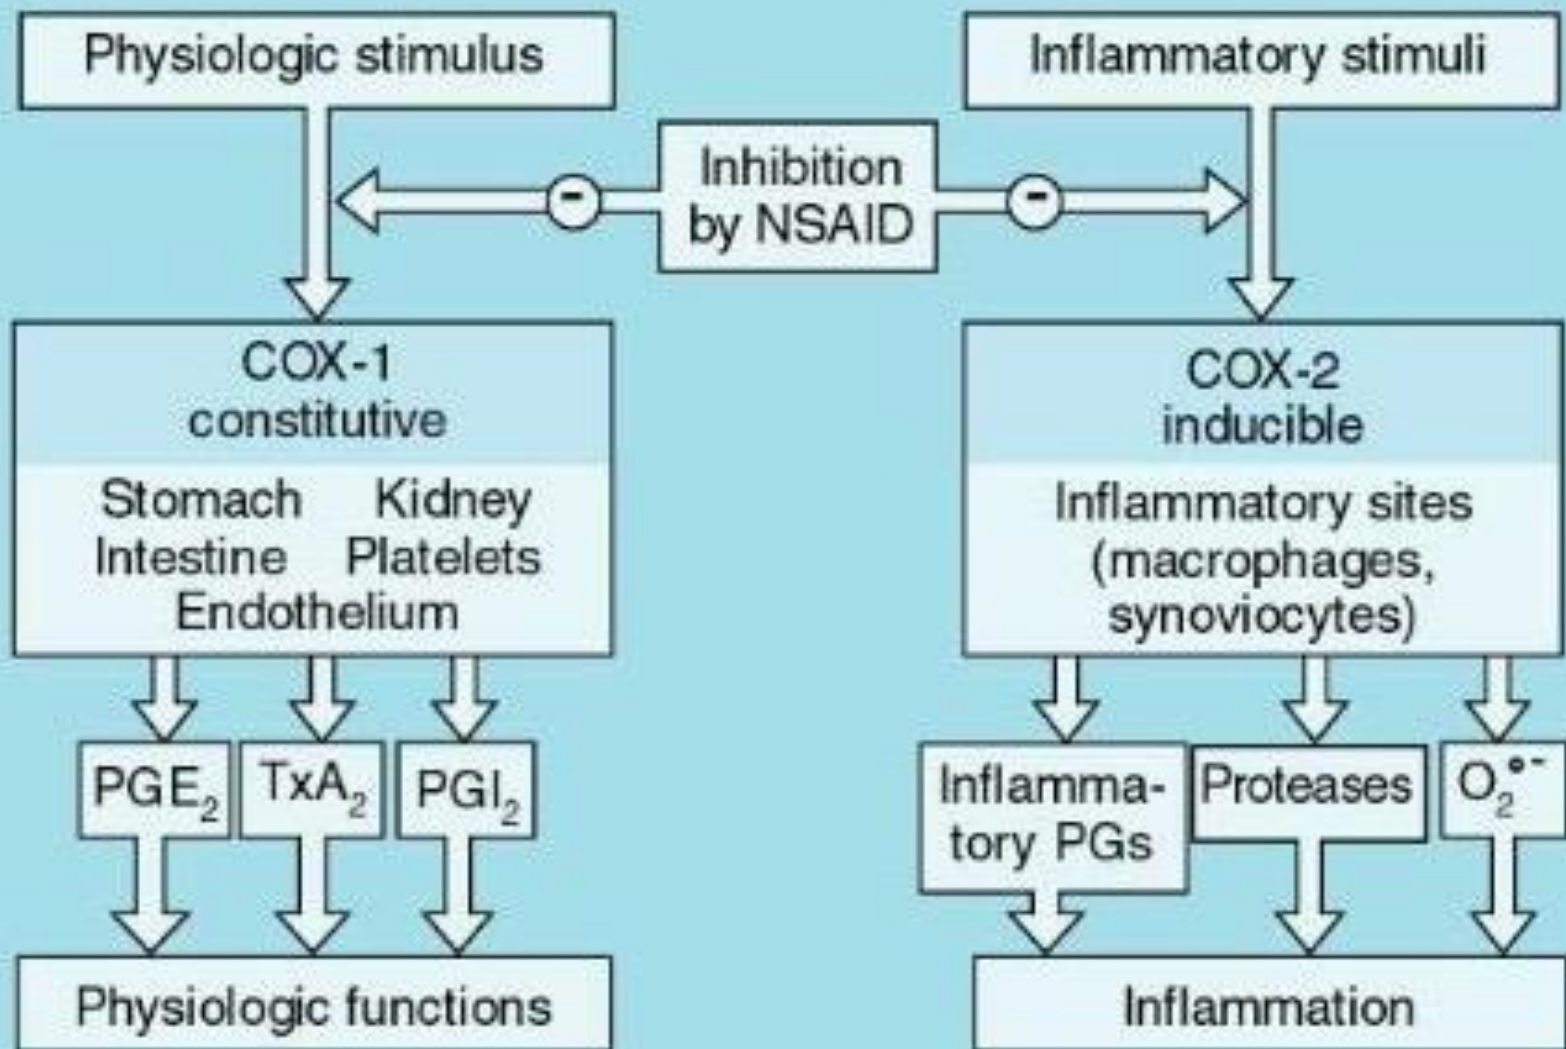 Physiologic stimulus
Inflammatory stimuli
Inhibition
by NSAID
-
-
COX-1
constitutive
Stomach Kidney
Intestine Platelets
Endothelium
COX-2
inducible
Inflammatory sites
(macrophages,
synoviocytes)
PGE₂
TxA₂
PGI₂
Inflamma-
tory PGs
Proteases
O₂•⁻
Physiologic functions
Inflammation